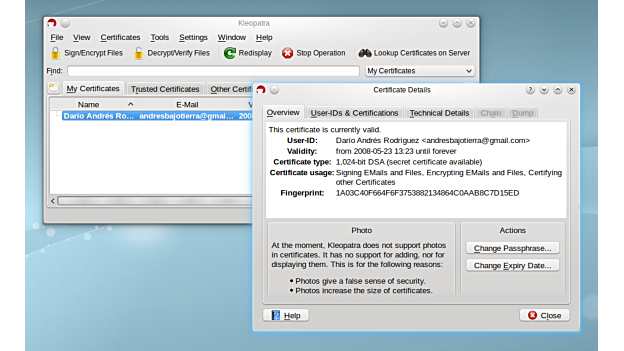 Kleopatra
File View Certificates Tools Settings Window Help
Sign/Encrypt Files Decrypt/Verify Files Redisplay Stop Operation Lookup Certificates on Server
Find: My Certificates
My Certificates Trusted Certificates Other Certif
Name E-Mail V
Darío Andrés Ro... andresbajotierra@gmai... 200
Certificate Details
Overview User-IDs & Certifications Technical Details Chain Dump
This certificate is currently valid.
User-ID: Darío Andrés Rodríguez <andresbajotierra@gmail.com>
Validity: from 2008-05-23 13:23 until forever
Certificate type: 1,024-bit DSA (secret certificate available)
Certificate usage: Signing EMails and Files, Encrypting EMails and Files, Certifying
other Certificates
Fingerprint: 1A03C40F664F6F3753882134864C0AAB8C7D15ED
Photo
At the moment, Kleopatra does not support photos
in certificates. It has no support for adding, nor for
displaying them. This is for the following reasons:
• Photos give a false sense of security.
• Photos increase the size of certificates.
Actions
Change Passphrase...
Change Expiry Date...
Help Close